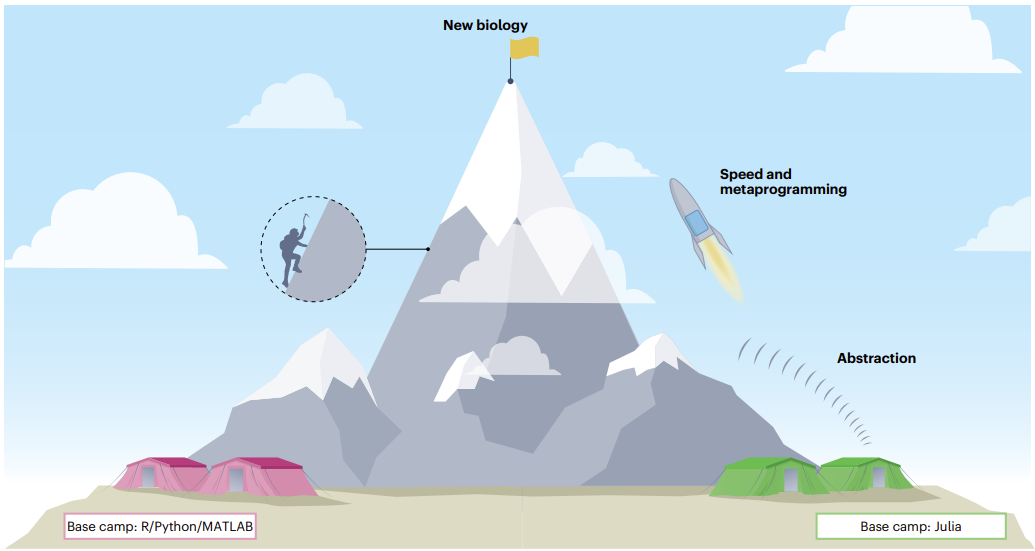 New biology
Speed and
metaprogramming
Abstraction
Base camp: R/Python/MATLAB
Base camp: Julia